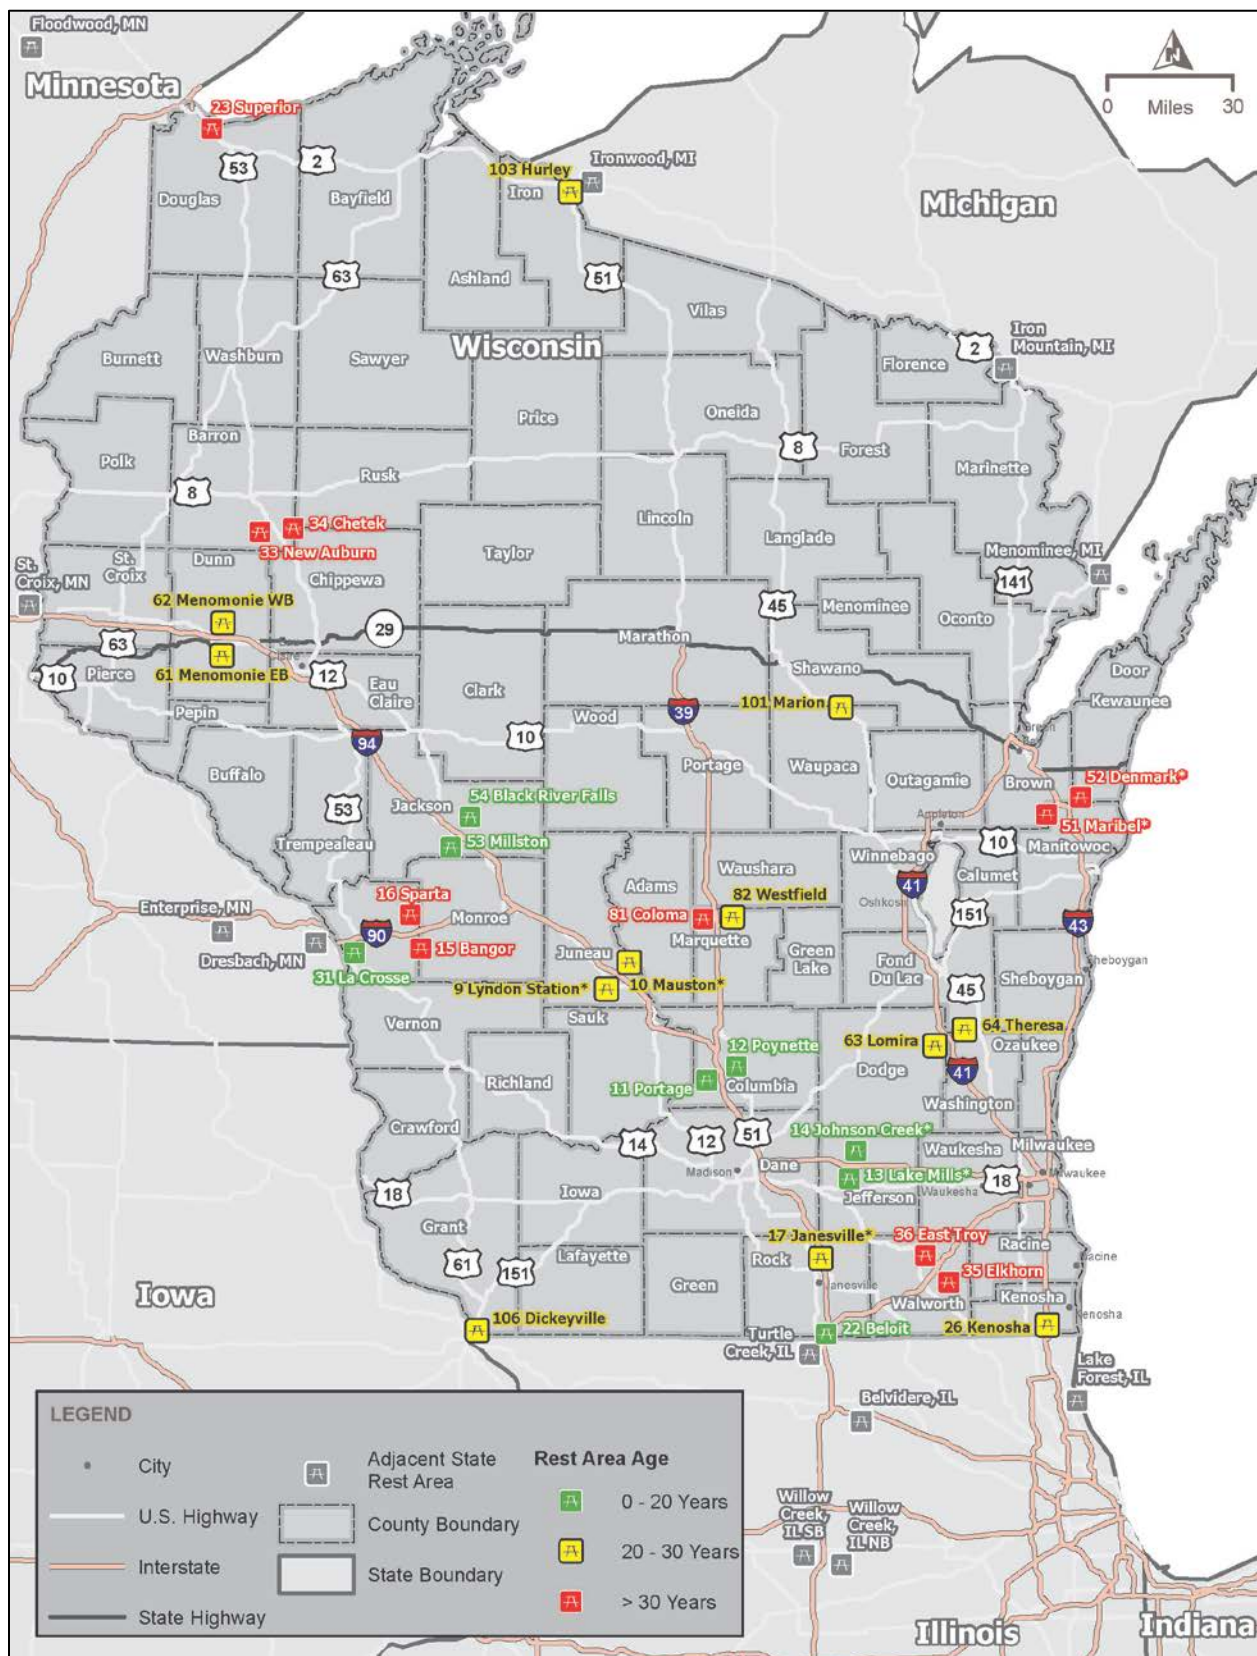 Floodwood, MN
Minnesota
0 Miles 30
23 Superior
53
2
Douglas
Bayfield
103 Hurley
Ironwood, MI
Iron
Michigan
63
Ashland
51
Vilas
Burnett
Washburn
Sawyer
Wisconsin
2
Iron
Mountain, MI
Florence
Price
Oneida
Barron
Polk
Rusk
8
8
Forest
Marinette
34 Chetek
33 New Auburn
Lincoln
Langlade
Taylor
St.
Croix, MN
St.
Croix
Dunn
Chippewa
Menominee, MI
141
62 Menomonie WB
45
Menominee
Oconto
63
29
Marathon
Shawano
10
Pierce
61 Menomonie EB
12
Eau
Claire
Clark
Door
Kewaunee
Pepin
101 Marion
39
Wood
94
10
Buffalo
Portage
Waupaca
Outagamie
Brown
52 Denmark*
54 Black River Falls
53
Jackson
Appleton
51 Maribel*
53 Millston
Trempealeau
10
Manitowoc
Winnebago
Waushara
Calumet
Adams
41
Oshkosh
16 Sparta
82 Westfield
Enterprise, MN
Monroe
81 Coloma
151
90
43
Marquette
Dresbach, MN
15 Bangor
Juneau
Green
Lake
Fond
Du Lac
Sheboygan
31 La Crosse
Sheboygan
9 Lyndon Station*
10 Mauston*
45
Vernon
Sauk
64 Theresa
63 Lomira
Ozaukee
12 Poynette
Richland
11 Portage
Columbia
Dodge
41
Washington
Crawford
14
12
51
14 Johnson Creek*
Waukesha
Milwaukee
Madison
Dane
Milwaukee
18
Iowa
13 Lake Mills*
Jefferson
Waukesha
18
Grant
17 Janesville*
36 East Troy
Racine
61
151
Lafayette
Rock
Racine
Green
35 Elkhorn
Iowa
Janesville
Walworth
Kenosha
Kenosha
106 Dickeyville
22 Beloit
26 Kenosha
Turtle
Creek, IL
Lake
Forest, IL
Belvidere, IL
Willow
Creek,
IL SB
Willow
Creek,
IL NB
Illinois
Indiana
LEGEND
City
U.S. Highway
Interstate
State Highway
Adjacent State
Rest Area
County Boundary
State Boundary
Rest Area Age
0 - 20 Years
20 - 30 Years
> 30 Years